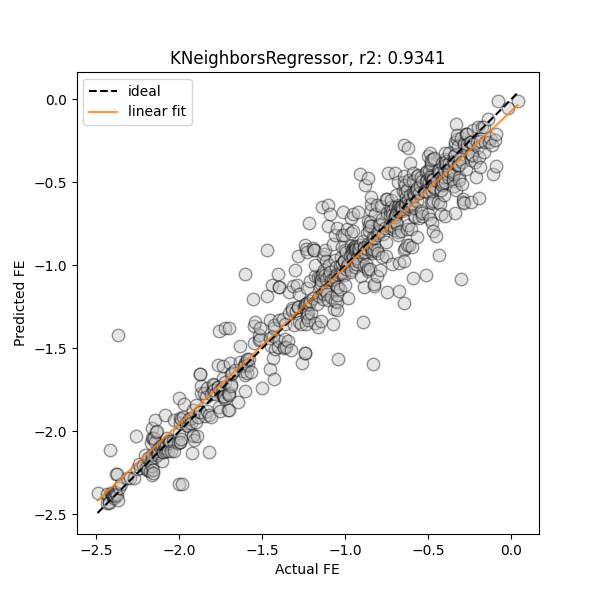 KNeighborsRegressor, r2: 0.9341
ideal
linear fit
0.0
−0.5
−1.0
−1.5
−2.0
−2.5
Predicted FE
−2.5 −2.0 −1.5 −1.0 −0.5 0.0
Actual FE